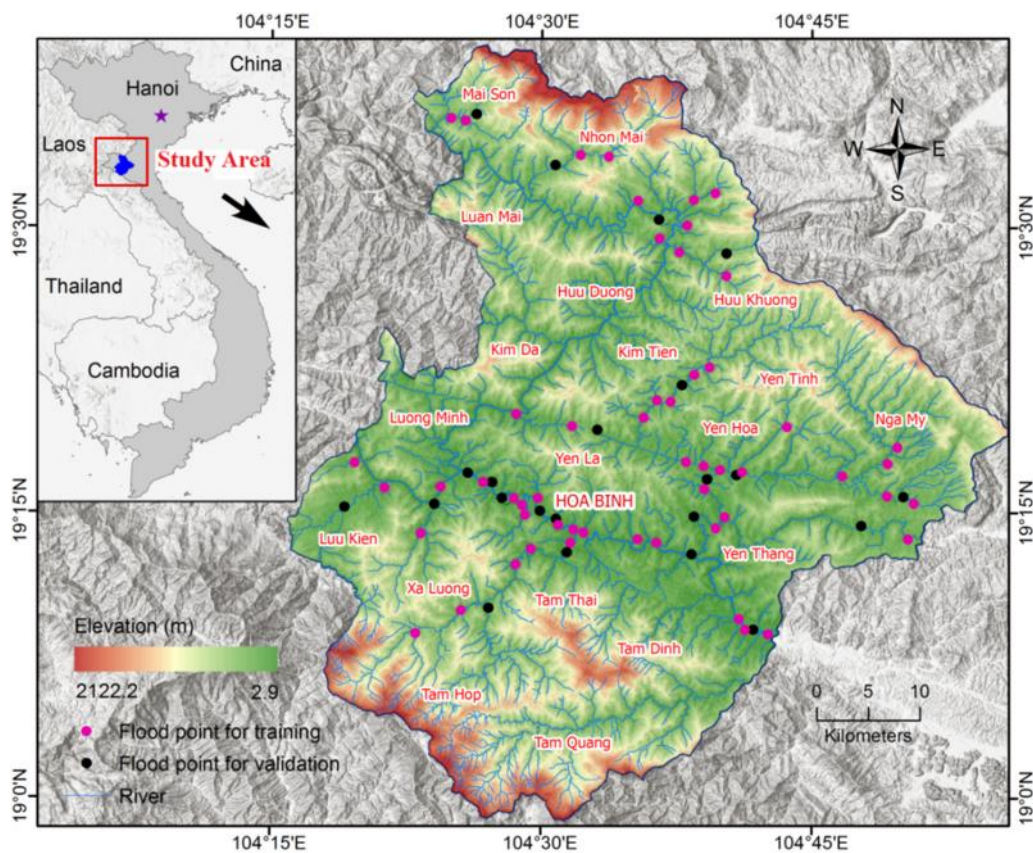 104°15'E 104°30'E 104°45'E
China
Hanoi
Laos
Study Area
Thailand
Cambodia
N
W E
S
19°30'N 19°30'N
19°15'N 19°15'N
19°0'N 19°0'N
Mai Son
Nhon Mai
Luan Mai
Huu Duong
Huu Khuong
Kim Da
Kim Tien
Yen Tinh
Luong Minh
Yen Hoa
Nga My
Yen La
HOA BINH
Luu Kien
Yen Thang
Xa Luong
Tam Thai
Tam Dinh
Tam Hop
Tam Quang
Elevation (m)
2122.2 2.9
Flood point for training
Flood point for validation
River
0 5 10
Kilometers
104°15'E 104°30'E 104°45'E